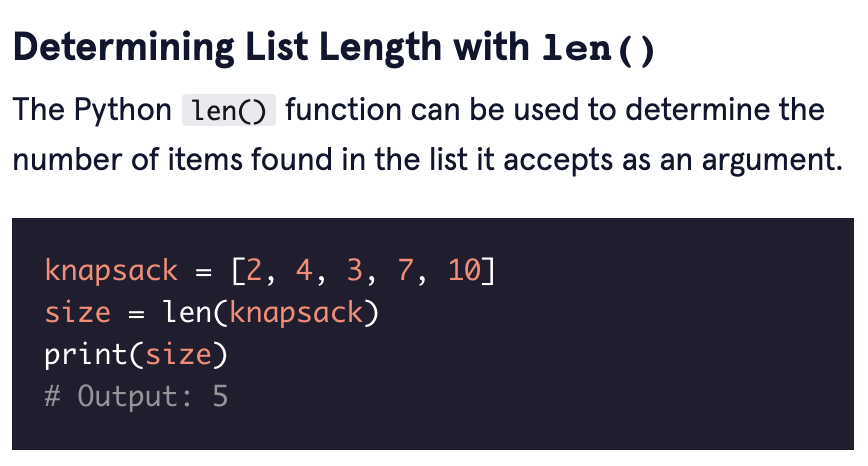 Determining List Length with len()
The Python len() function can be used to determine the
number of items found in the list it accepts as an argument.
knapsack = [2, 4, 3, 7, 10]
size = len(knapsack)
print(size)
# Output: 5